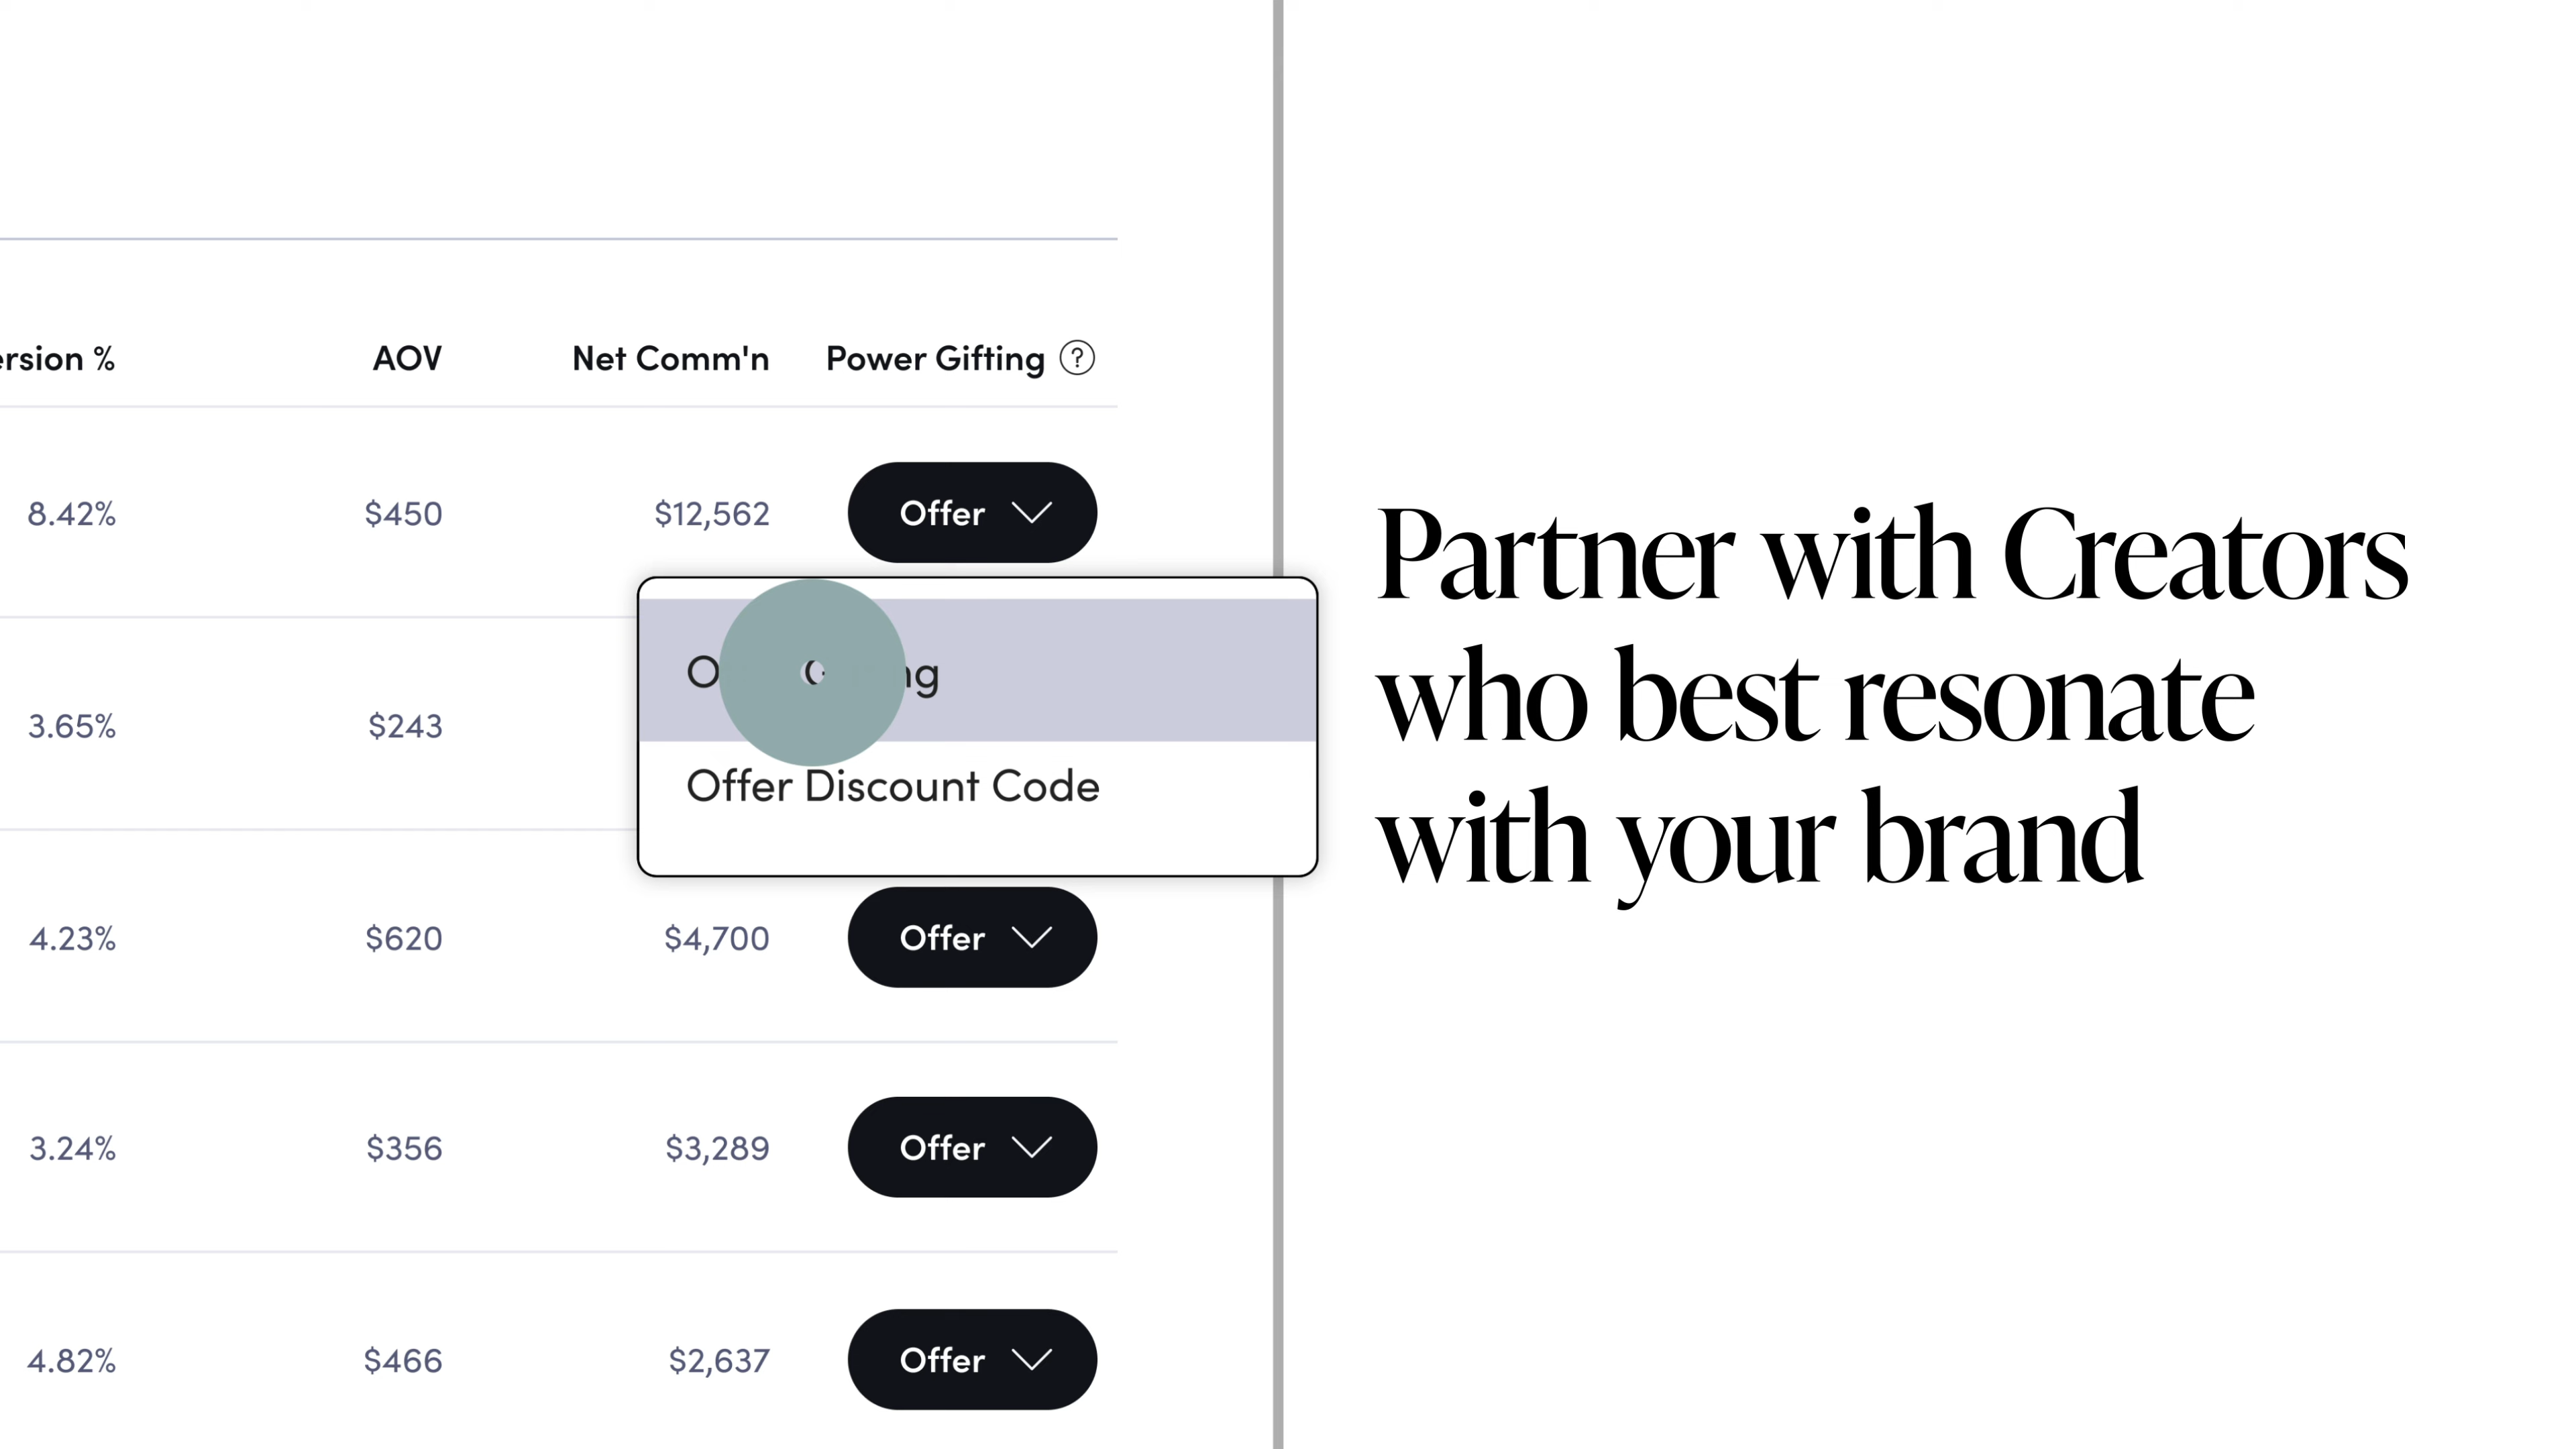 ersion % AOV Net Comm'n Power Gifting ?
8.42% $450 $12,562 Offer
3.65% $243
Offer Discount Code
4.23% $620 $4,700 Offer
3.24% $356 $3,289 Offer
4.82% $466 $2,637 Offer
Partner with Creators
who best resonate
with your brand